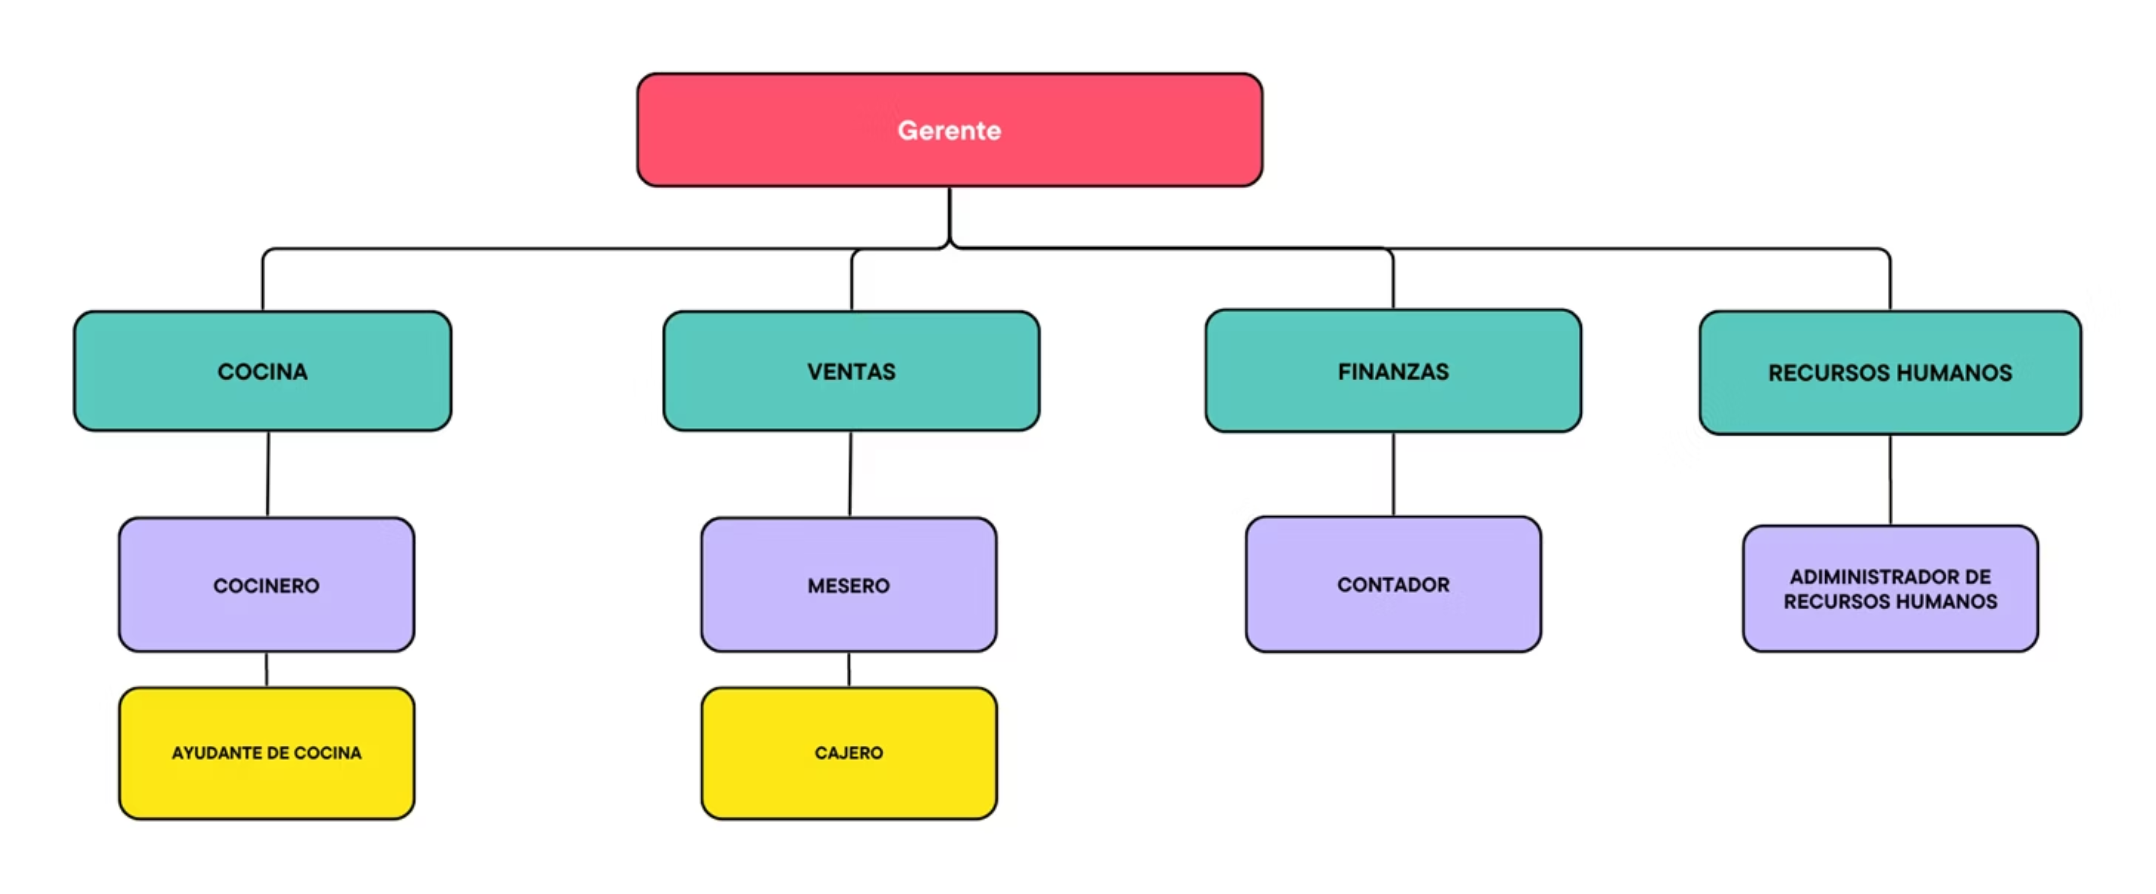 Gerente
COCINA
VENTAS
FINANZAS
RECURSOS HUMANOS
COCINERO
MESERO
CONTADOR
ADIMINISTRADOR DE
RECURSOS HUMANOS
AYUDANTE DE COCINA
CAJERO